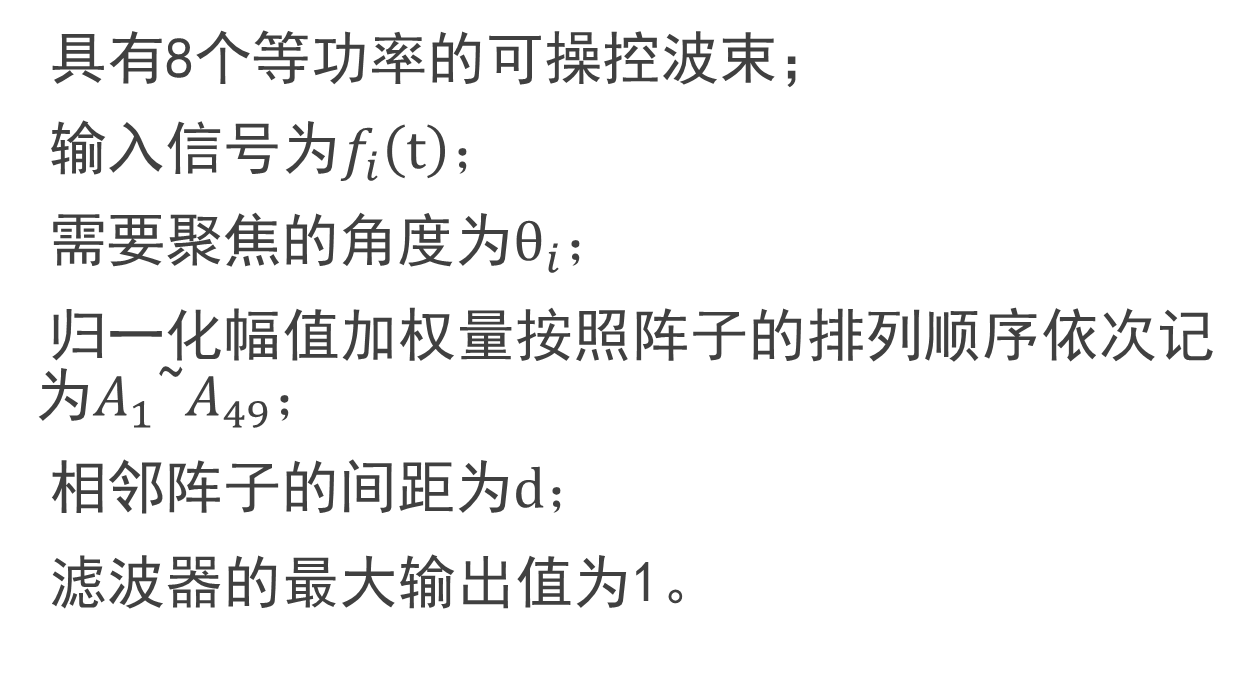 具有8个等功率的可操控波束；
输入信号为𝑓ᵢ(t)；
需要聚焦的角度为θᵢ；
归一化幅值加权量按照阵子的排列顺序依次记
为𝐴₁~𝐴₄₉；
相邻阵子的间距为d；
滤波器的最大输出值为1。